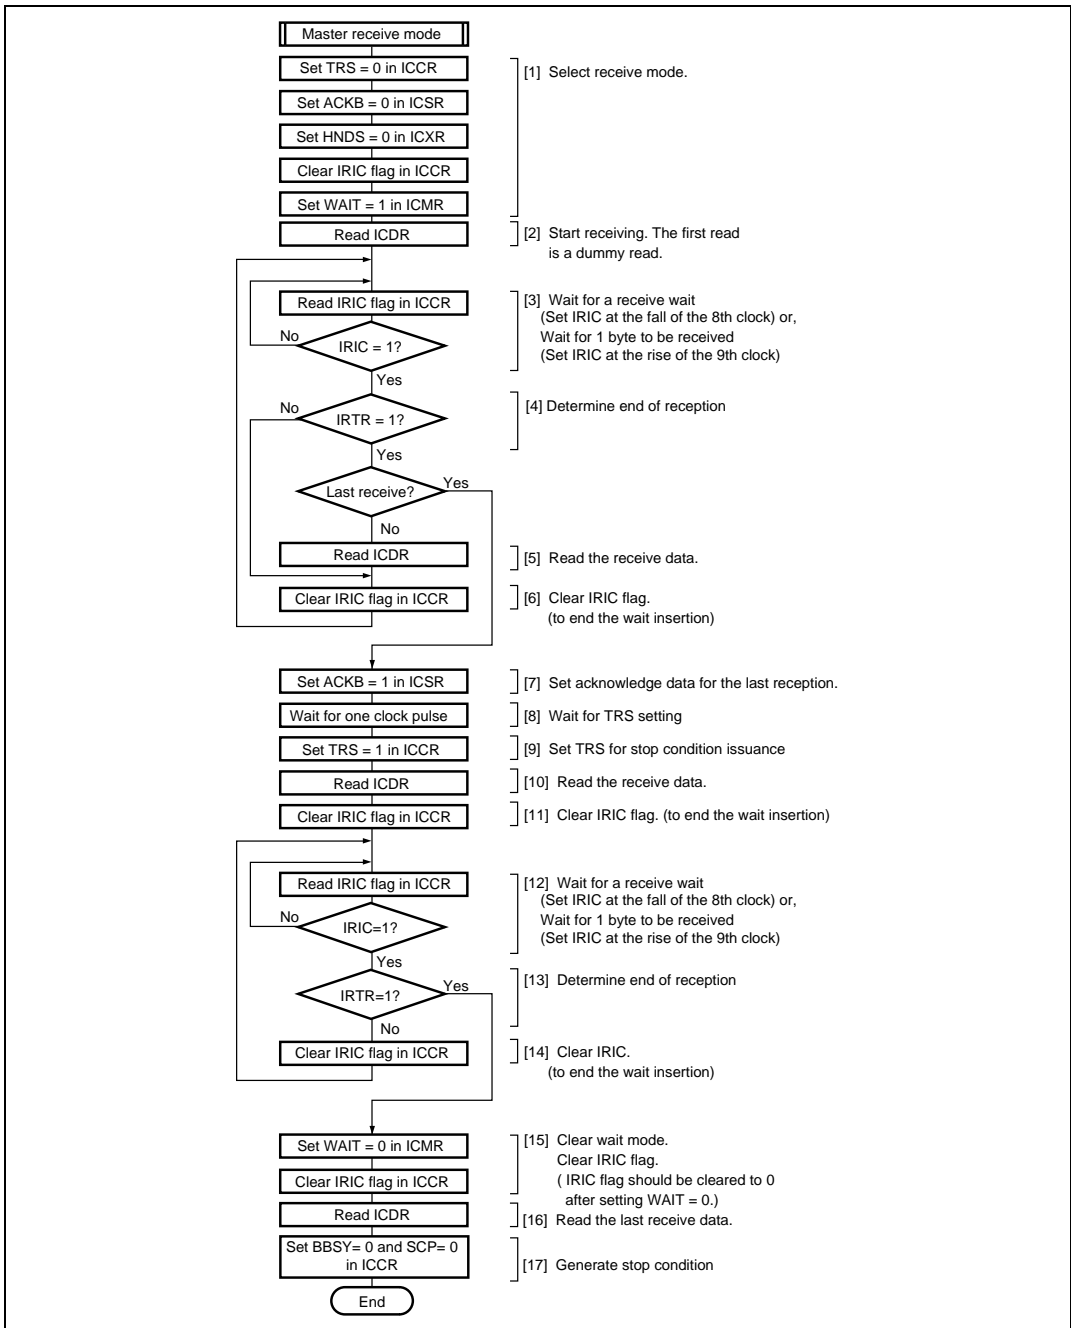 Master receive mode
Set TRS = 0 in ICCR
[1] Select receive mode.
Set ACKB = 0 in ICSR
Set HNDS = 0 in ICXR
Clear IRIC flag in ICCR
Set WAIT = 1 in ICMR
Read ICDR
[2] Start receiving. The first read
is a dummy read.
Read IRIC flag in ICCR
[3] Wait for a receive wait
(Set IRIC at the fall of the 8th clock) or,
Wait for 1 byte to be received
(Set IRIC at the rise of the 9th clock)
No
IRIC = 1?
Yes
No
IRTR = 1?
[4] Determine end of reception
Yes
Last receive?
Yes
No
Read ICDR
[5] Read the receive data.
Clear IRIC flag in ICCR
[6] Clear IRIC flag.
(to end the wait insertion)
Set ACKB = 1 in ICSR
[7] Set acknowledge data for the last reception.
Wait for one clock pulse
[8] Wait for TRS setting
Set TRS = 1 in ICCR
[9] Set TRS for stop condition issuance
Read ICDR
[10] Read the receive data.
Clear IRIC flag in ICCR
[11] Clear IRIC flag. (to end the wait insertion)
Read IRIC flag in ICCR
[12] Wait for a receive wait
(Set IRIC at the fall of the 8th clock) or,
Wait for 1 byte to be received
(Set IRIC at the rise of the 9th clock)
No
IRIC=1?
Yes
IRTR=1?
Yes
[13] Determine end of reception
No
Clear IRIC flag in ICCR
[14] Clear IRIC.
(to end the wait insertion)
Set WAIT = 0 in ICMR
[15] Clear wait mode.
Clear IRIC flag.
( IRIC flag should be cleared to 0
after setting WAIT = 0.)
Clear IRIC flag in ICCR
Read ICDR
[16] Read the last receive data.
Set BBSY= 0 and SCP= 0
in ICCR
[17] Generate stop condition
End